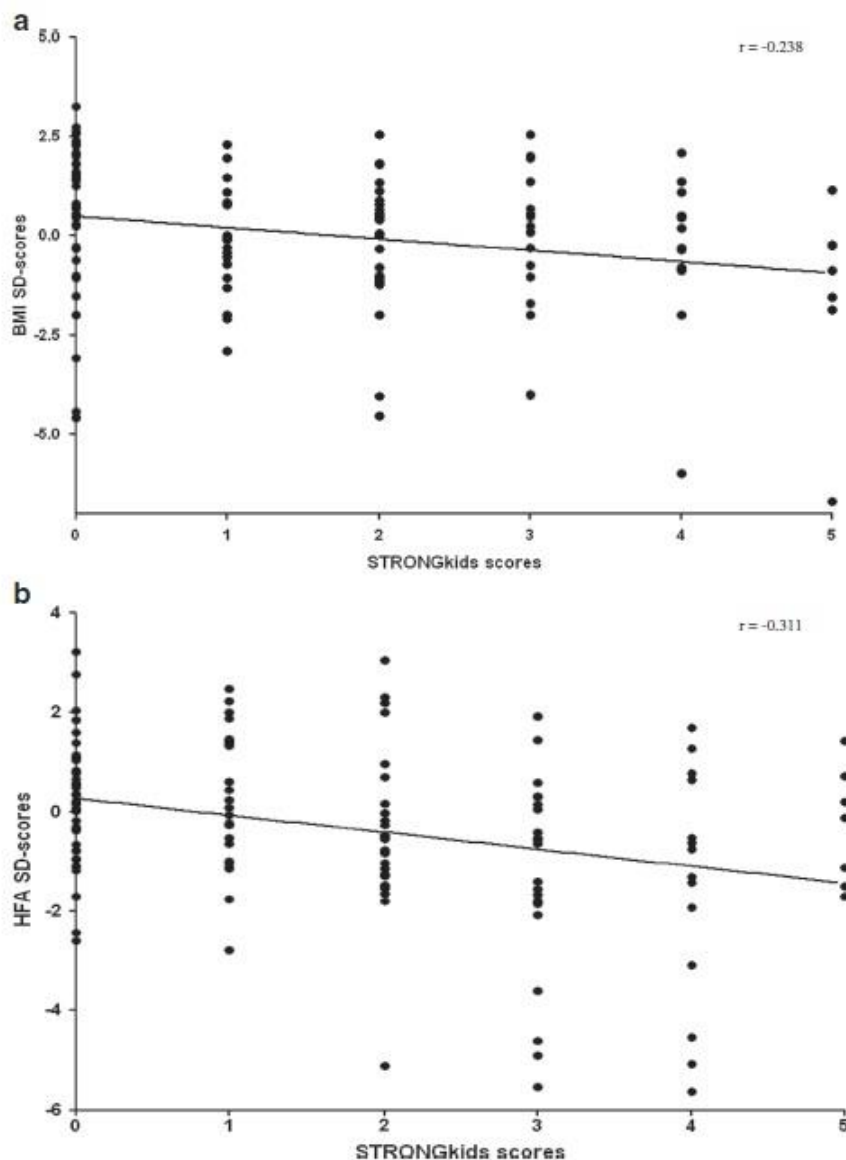 a
5.0
r = -0.238
2.5
0.0
-2.5
-5.0
BMI SD-scores
0 1 2 3 4 5
STRONGkids scores
b
4
r = -0.311
2
0
-2
-4
-6
HFA SD-scores
0 1 2 3 4 5
STRONGkids scores